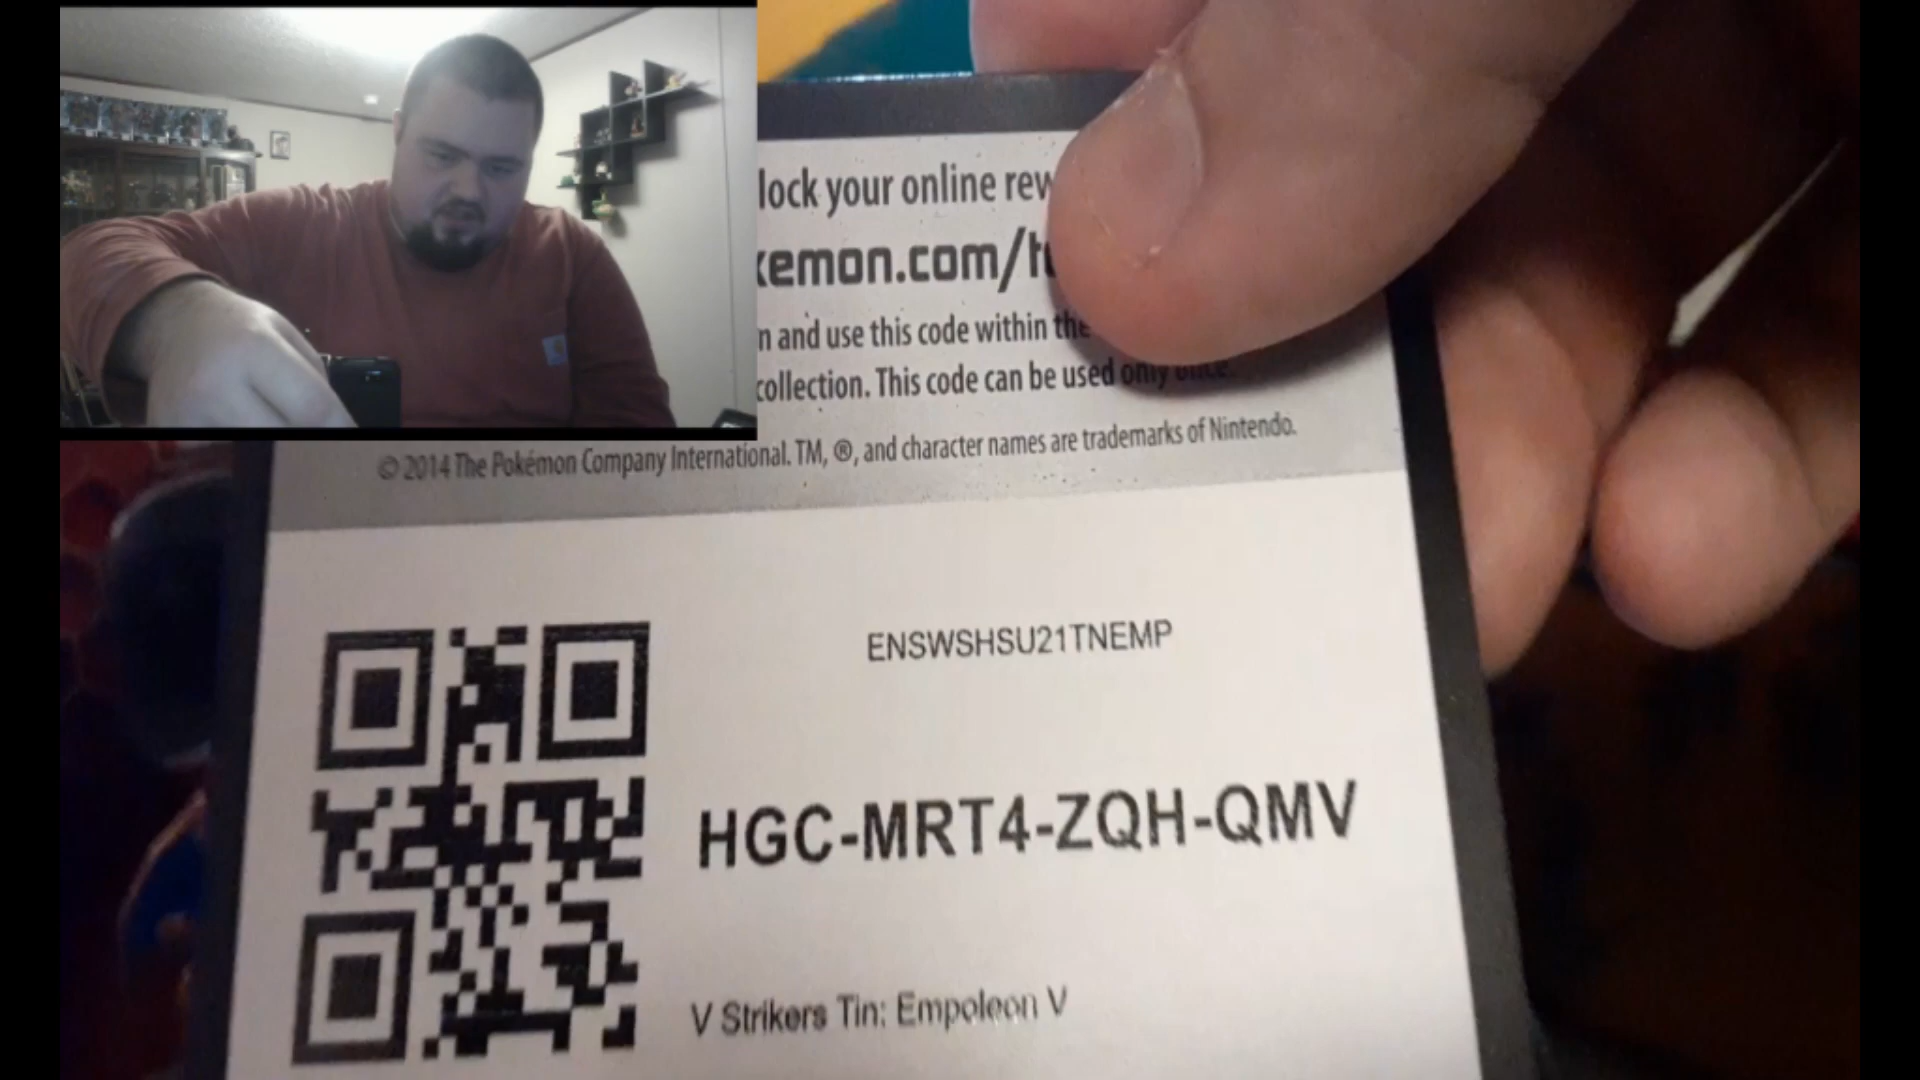 lock your online rew
kemon.com/t
n and use this code within the
collection. This code can be used only once.
© 2014 The Pokémon Company International. TM, ®, and character names are trademarks of Nintendo.
ENSWSHSU21TNEMP
HGC-MRT4-ZQH-QMV
V Strikers Tin: Empoleon V